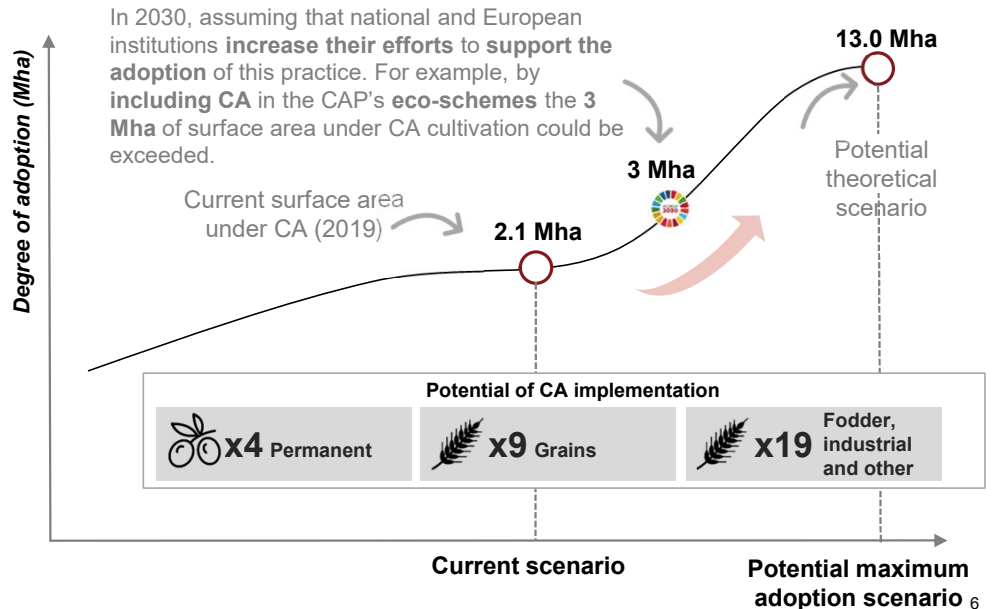 In 2030, assuming that national and European
institutions increase their efforts to support the
adoption of this practice. For example, by
including CA in the CAP's eco-schemes the 3
Mha of surface area under CA cultivation could be
exceeded.
13.0 Mha
Degree of adoption (Mha)
3 Mha
Potential
theoretical
scenario
Current surface area
under CA (2019)
2.1 Mha
Potential of CA implementation
x4 Permanent
x9 Grains
x19 Fodder,
industrial
and other
Current scenario
Potential maximum
adoption scenario
6